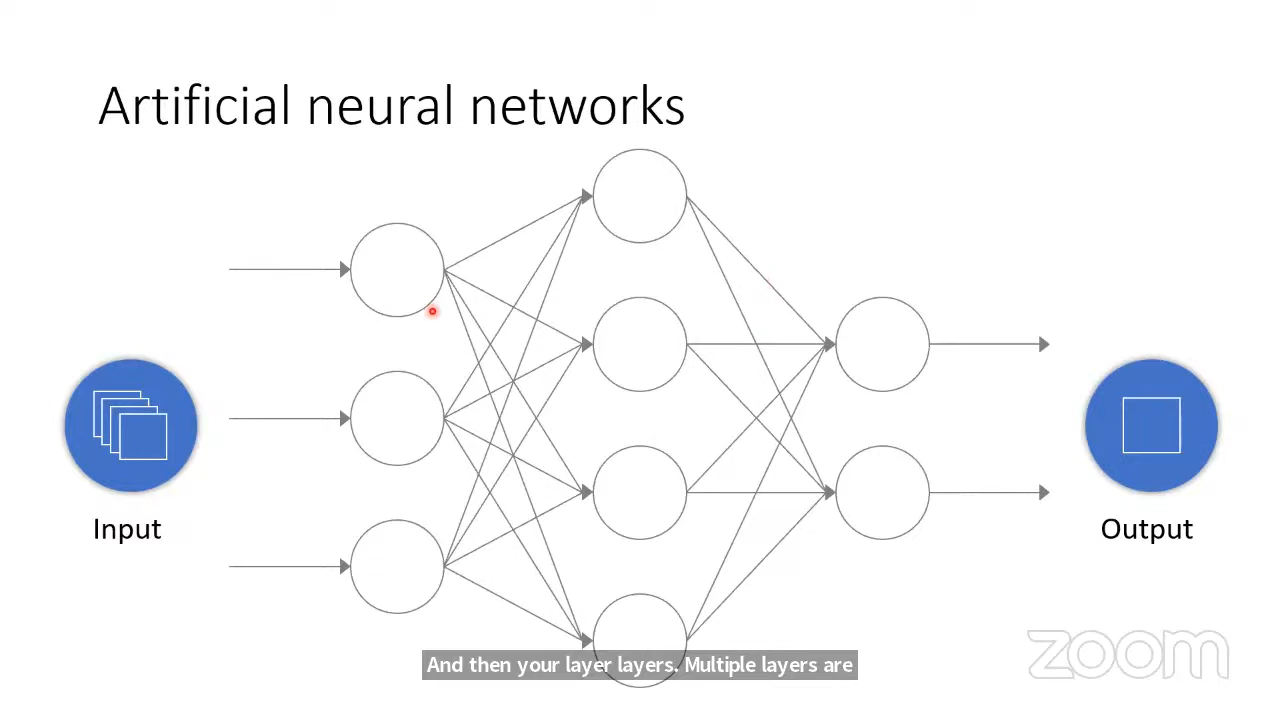 Artificial neural networks
Input
Output
And then your layer layers. Multiple layers are
zoom